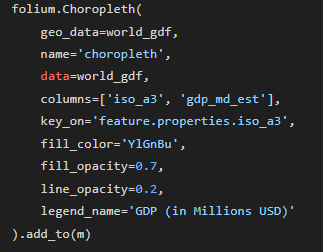 folium.Choropleth(
    geo_data=world_gdf,
    name='choropleth',
    data=world_gdf,
    columns=['iso_a3', 'gdp_md_est'],
    key_on='feature.properties.iso_a3',
    fill_color='YlGnBu',
    fill_opacity=0.7,
    line_opacity=0.2,
    legend_name='GDP (in Millions USD)'
).add_to(m)